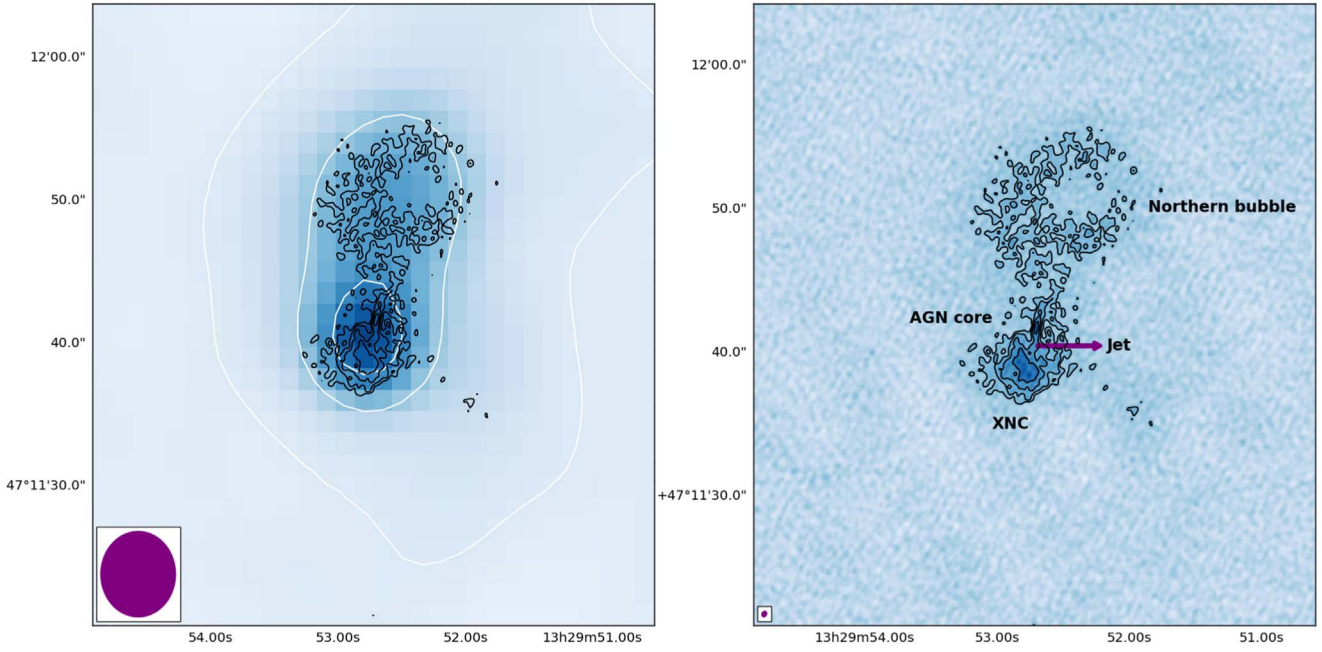 12'00.0"
50.0"
40.0"
47°11'30.0"
54.00s 53.00s 52.00s 13h29m51.00s
12'00.0"
50.0"
40.0"
+47°11'30.0"
Northern bubble
AGN core
Jet
XNC
13h29m54.00s 53.00s 52.00s 51.00s